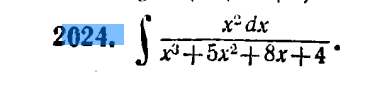 2024. ∫ x² dx / (x³ + 5x² + 8x + 4) .